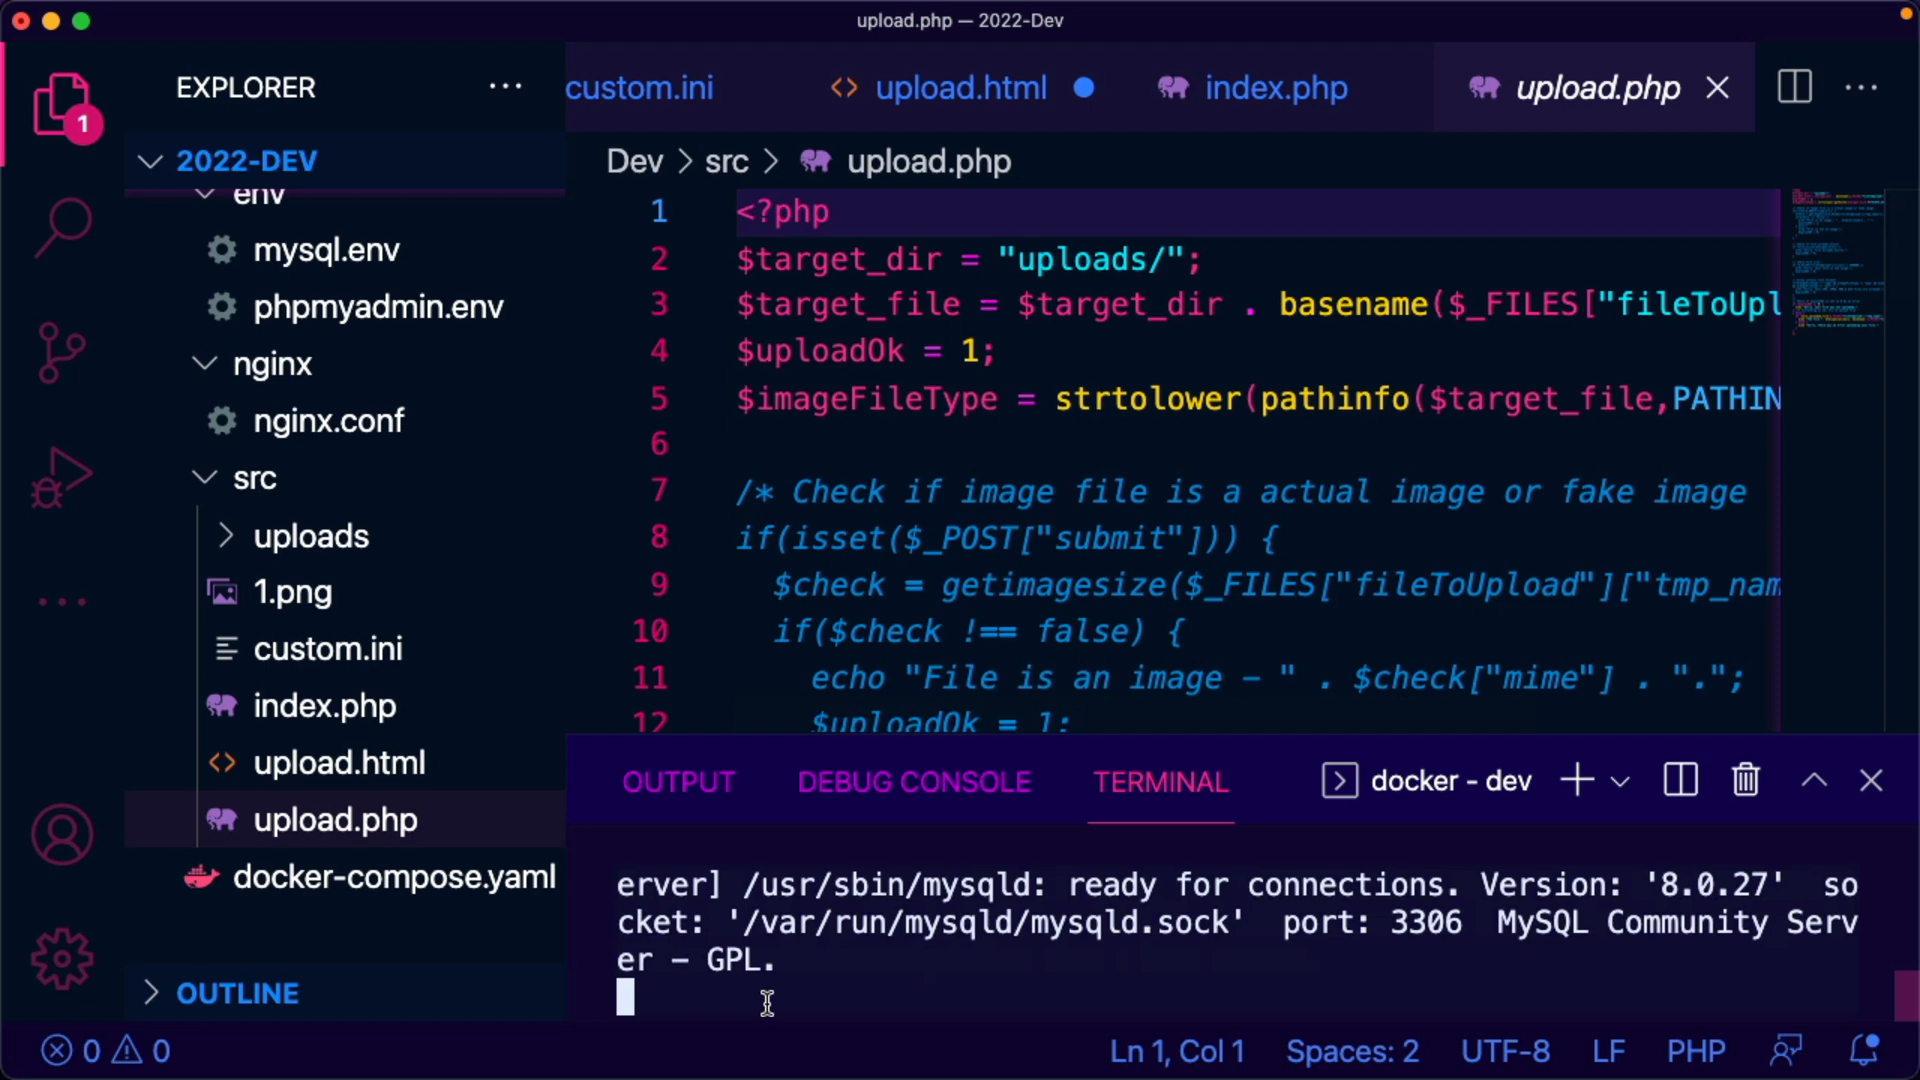 upload.php — 2022-Dev
EXPLORER
1
custom.ini
upload.html
index.php
upload.php
2022-DEV
Dev > src > upload.php
env
mysql.env
phpmyadmin.env
nginx
nginx.conf
src
uploads
1.png
custom.ini
index.php
upload.html
upload.php
docker-compose.yaml
OUTLINE
1 <?php
2 $target_dir = "uploads/";
3 $target_file = $target_dir . basename($_FILES["fileToUpl
4 $uploadOk = 1;
5 $imageFileType = strtolower(pathinfo($target_file,PATHIN
6
7 /* Check if image file is a actual image or fake image
8 if(isset($_POST["submit"])) {
9 $check = getimagesize($_FILES["fileToUpload"]["tmp_nam
10 if($check !== false) {
11 echo "File is an image - " . $check["mime"] . ".";
12 $uploadOk = 1;
OUTPUT
DEBUG CONSOLE
TERMINAL
docker - dev
erver] /usr/sbin/mysqld: ready for connections. Version: '8.0.27'  so
cket: '/var/run/mysqld/mysqld.sock'  port: 3306  MySQL Community Serv
er - GPL.
0 0
Ln 1, Col 1
Spaces: 2
UTF-8
LF
PHP